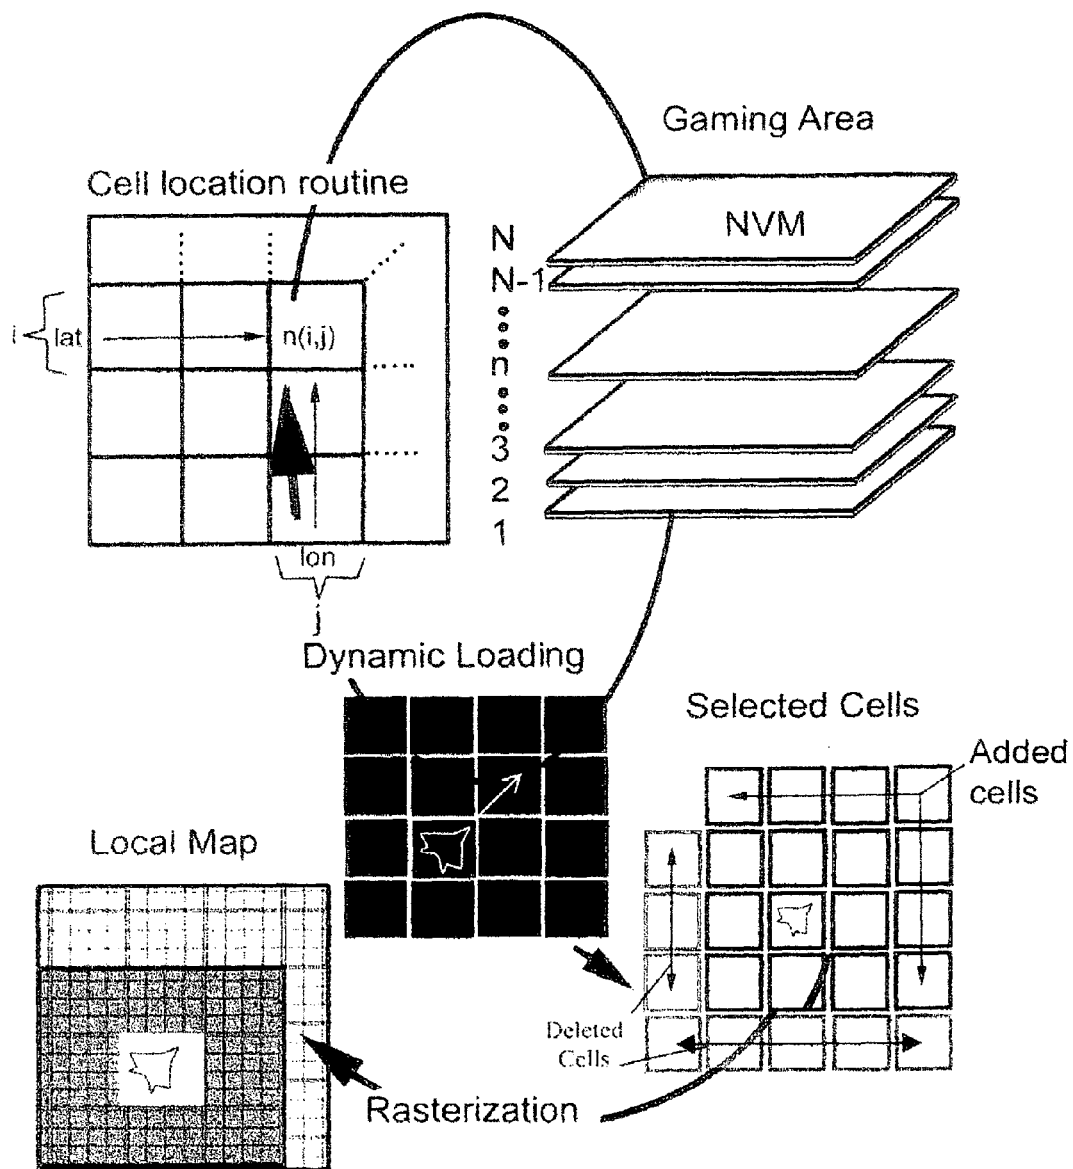 Gaming Area
Cell location routine
NVM
N
N-1
n
3
2
1
i
lat
n(i,j)
lon
j
Dynamic Loading
Selected Cells
Added
cells
Local Map
Deleted
Cells
Rasterization